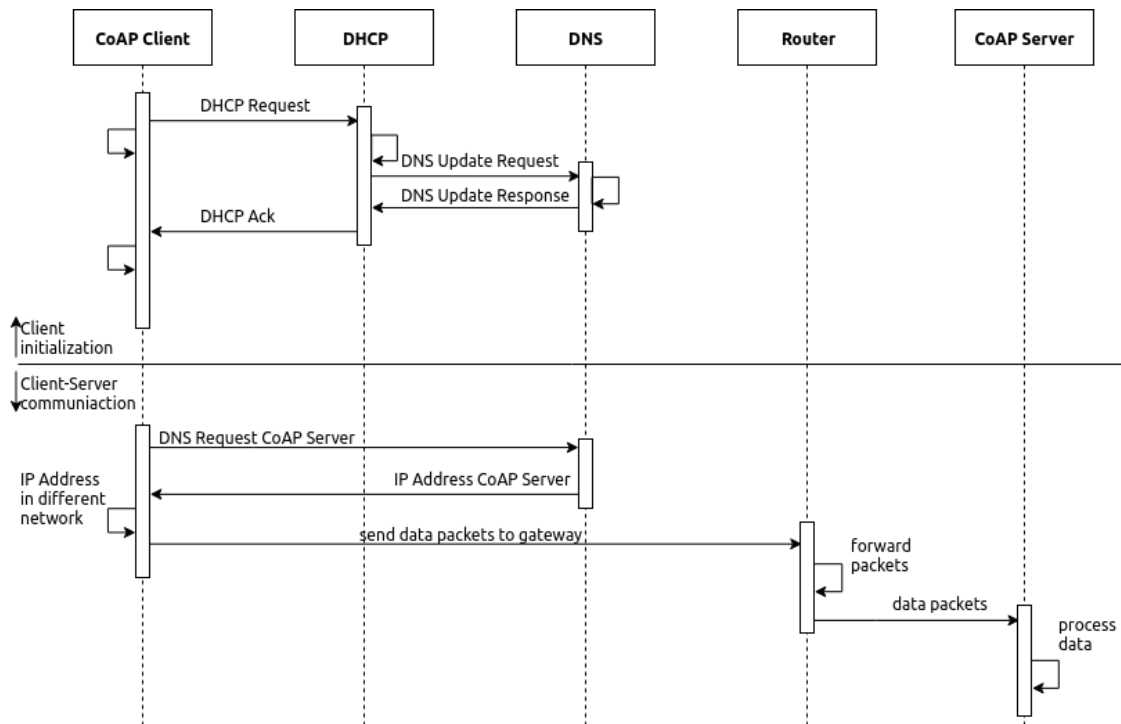 CoAP Client
DHCP
DNS
Router
CoAP Server
DHCP Request
DNS Update Request
DNS Update Response
DHCP Ack
Client
initialization
Client-Server
communiaction
DNS Request CoAP Server
IP Address
in different
network
IP Address CoAP Server
send data packets to gateway
forward
packets
data packets
process
data